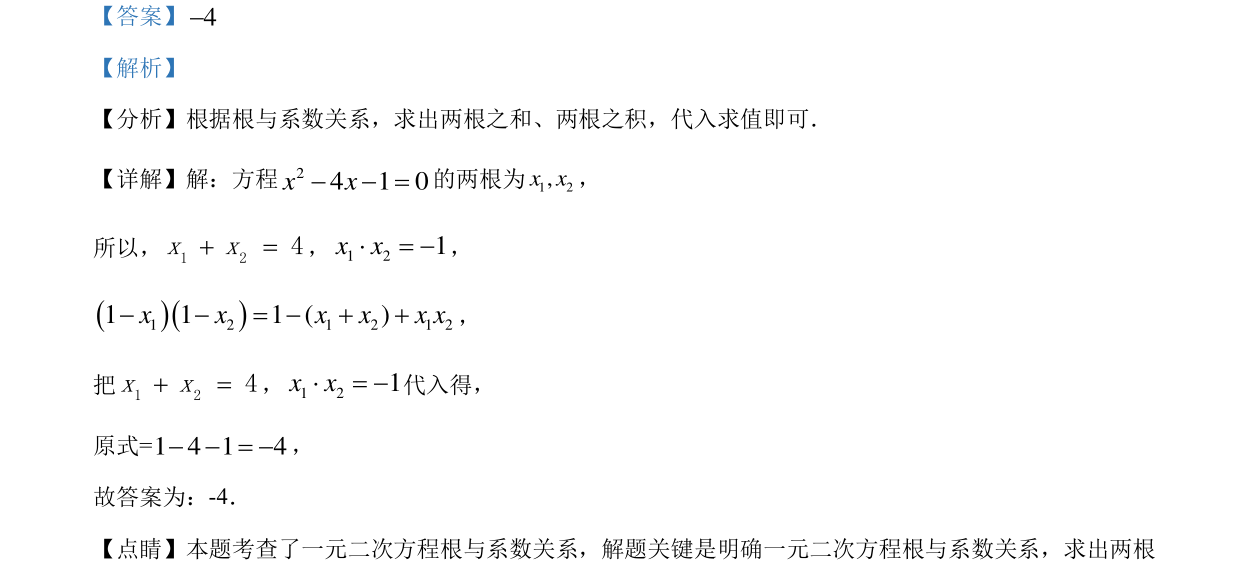 【答案】−4
【解析】
【分析】根据根与系数关系，求出两根之和、两根之积，代入求值即可．
【详解】解：方程 x² − 4x − 1 = 0 的两根为 x₁, x₂，
所以， x₁ + x₂ = 4， x₁ · x₂ = −1，
(1 − x₁)(1 − x₂) = 1 − (x₁ + x₂) + x₁x₂，
把 x₁ + x₂ = 4， x₁ · x₂ = −1代入得，
原式=1 − 4 − 1 = −4，
故答案为：-4．
【点睛】本题考查了一元二次方程根与系数关系，解题关键是明确一元二次方程根与系数关系，求出两根